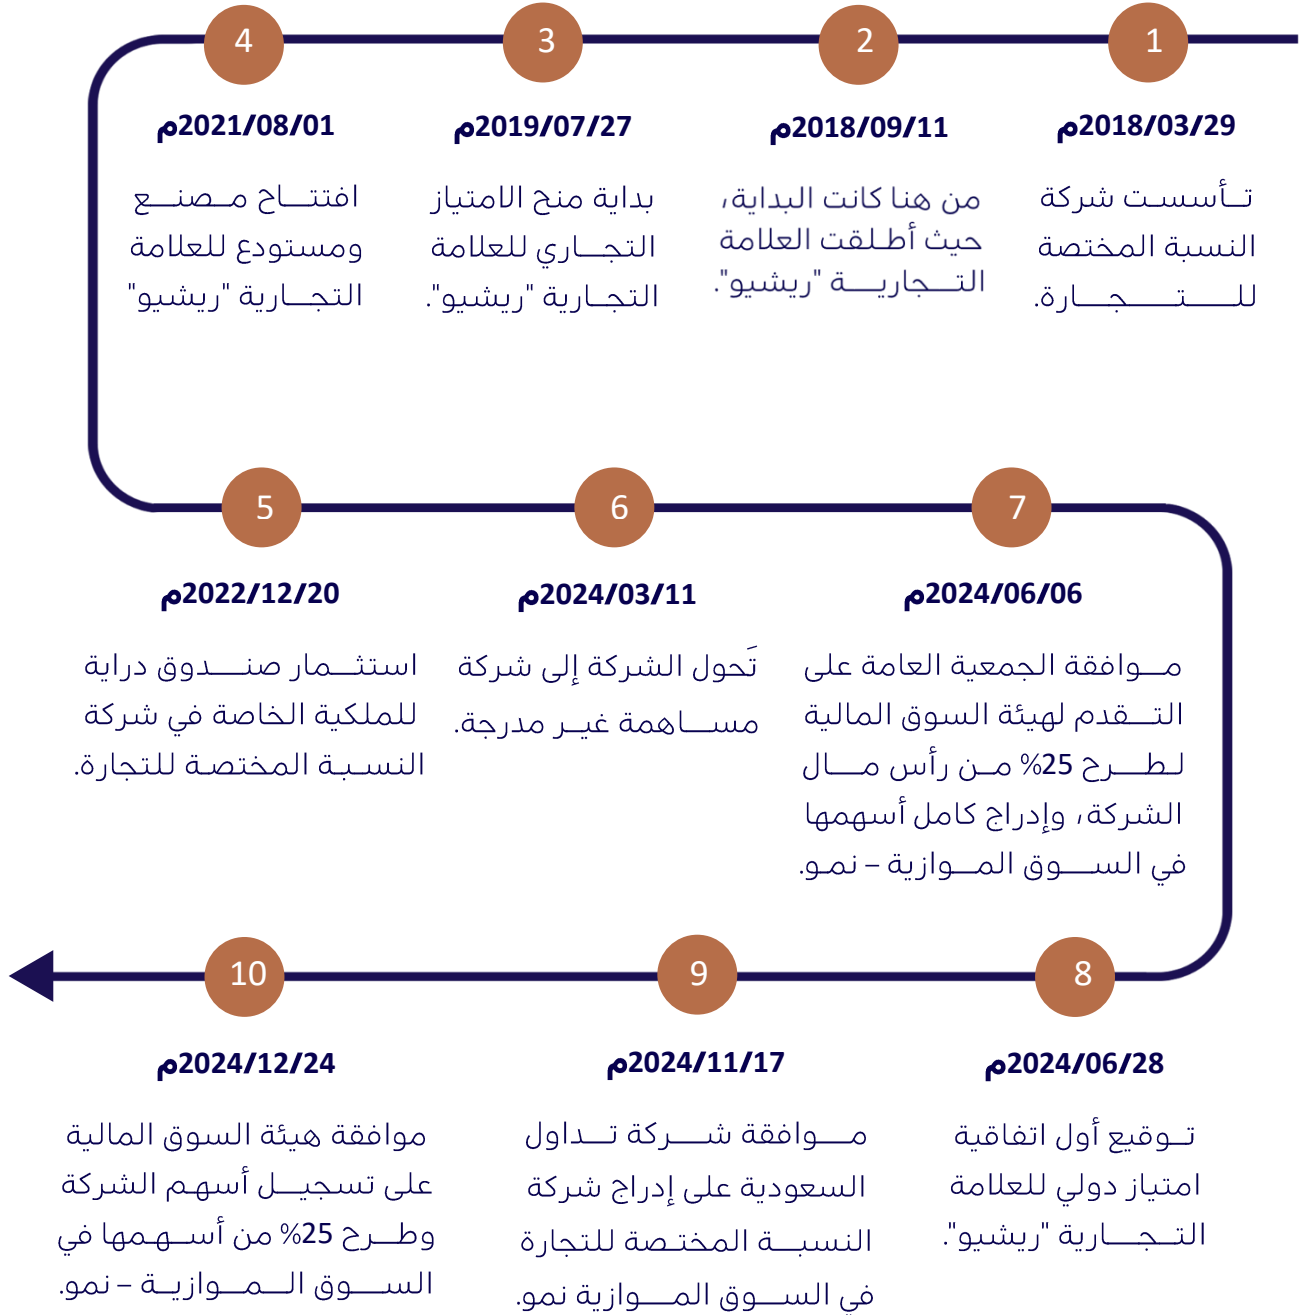 1
2018/03/29م
تأسست شركة
النسبة المختصة
للتجارة.
2
2018/09/11م
من هنا كانت البداية،
حيث أطلقت العلامة
التجارية "ريشيو".
3
2019/07/27م
بداية منح الامتياز
التجاري للعلامة
التجارية "ريشيو".
4
2021/08/01م
افتتاح مصنع
ومستودع للعلامة
التجارية "ريشيو"
5
2022/12/20م
استثمار صندوق دراية
للملكية الخاصة في شركة
النسبة المختصة للتجارة.
6
2024/03/11م
تَحول الشركة إلى شركة
مساهمة غير مدرجة.
7
2024/06/06م
موافقة الجمعية العامة على
التقدم لهيئة السوق المالية
لطرح 25% من رأس مال
الشركة، وإدراج كامل أسهمها
في السوق الموازية – نمو.
8
2024/06/28م
توقيع أول اتفاقية
امتياز دولي للعلامة
التجارية "ريشيو".
9
2024/11/17م
موافقة شركة تداول
السعودية على إدراج شركة
النسبة المختصة للتجارة
في السوق الموازية نمو.
10
2024/12/24م
موافقة هيئة السوق المالية
على تسجيل أسهم الشركة
وطرح 25% من أسهمها في
السوق الموازية – نمو.